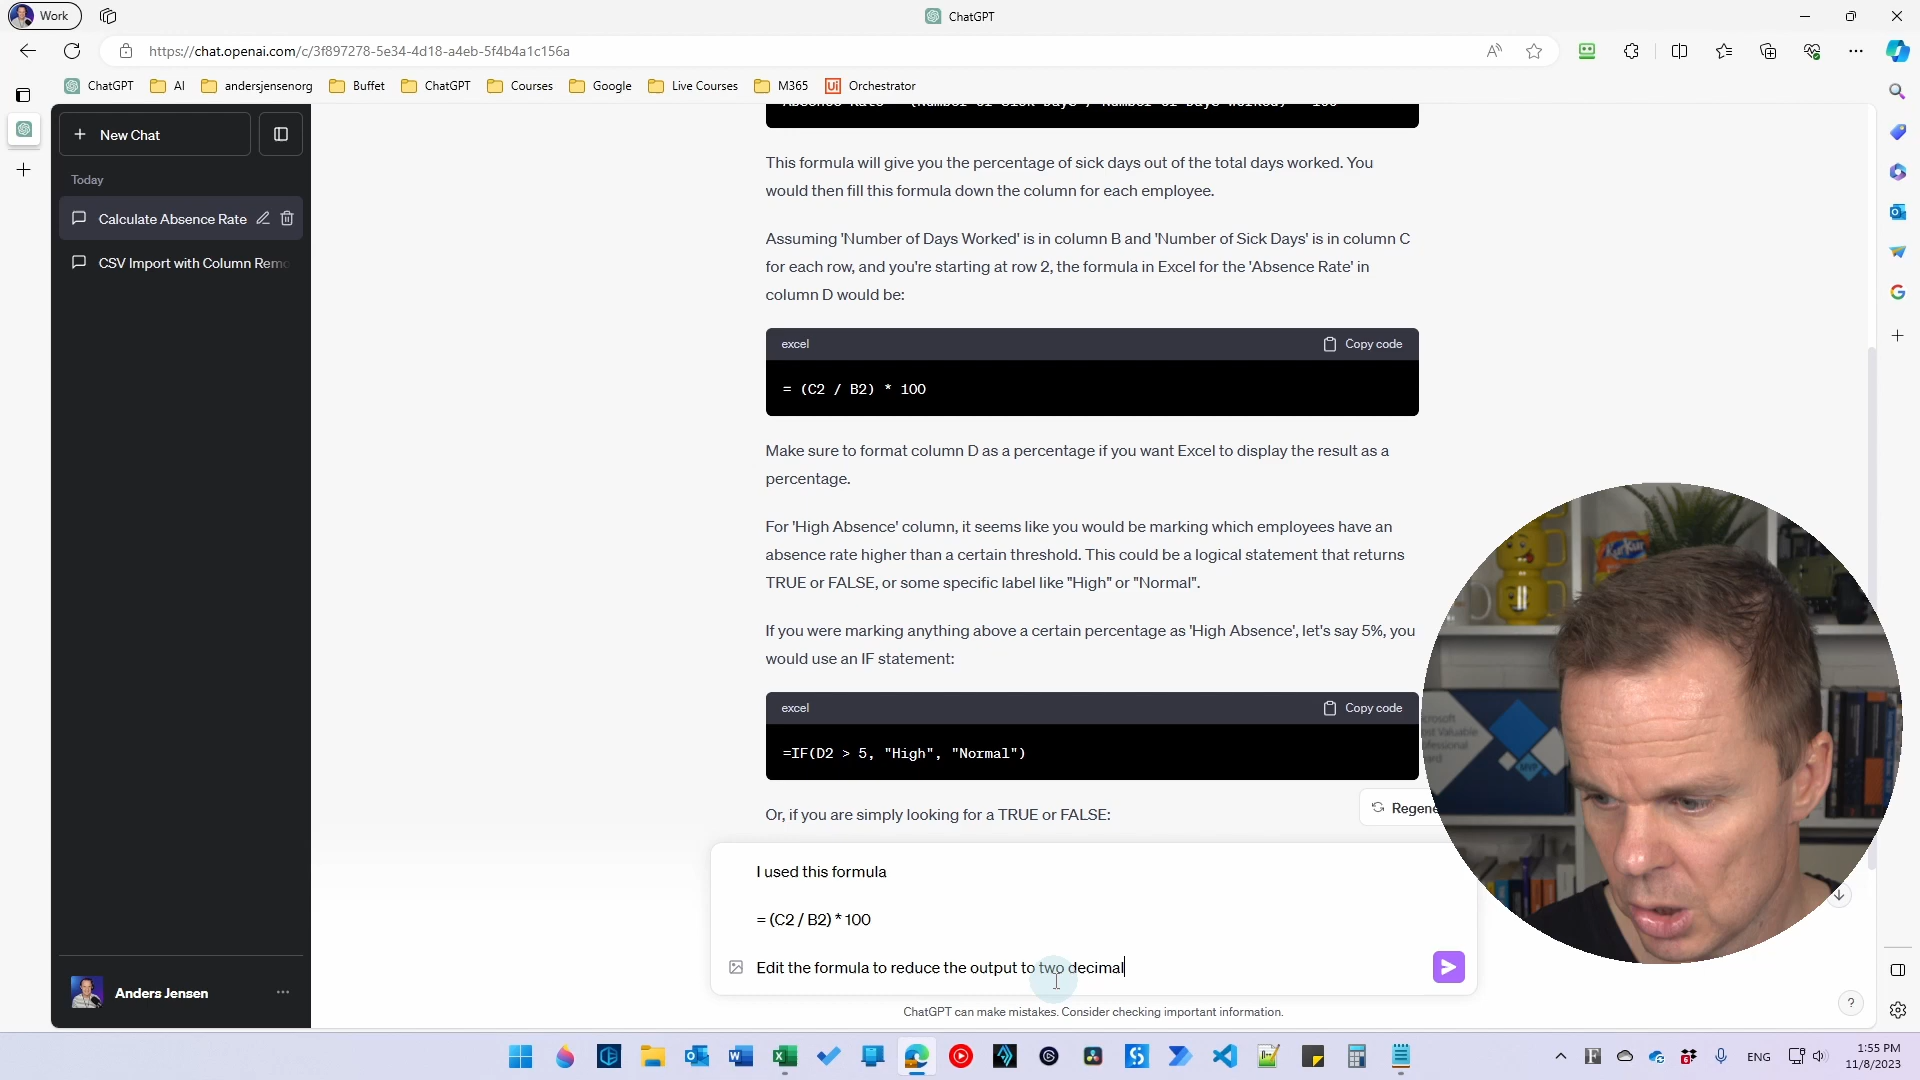 Work
ChatGPT
https://chat.openai.com/c/3f897278-5e34-4d18-a4eb-5f4b4a1c156a
ChatGPT AI andersjensenorg Buffet ChatGPT Courses Google Live Courses M365 Orchestrator
New Chat
Today
Calculate Absence Rate
CSV Import with Column Remo
This formula will give you the percentage of sick days out of the total days worked. You
would then fill this formula down the column for each employee.
Assuming 'Number of Days Worked' is in column B and 'Number of Sick Days' is in column C
for each row, and you're starting at row 2, the formula in Excel for the 'Absence Rate' in
column D would be:
excel Copy code
= (C2 / B2) * 100
Make sure to format column D as a percentage if you want Excel to display the result as a
percentage.
For 'High Absence' column, it seems like you would be marking which employees have an
absence rate higher than a certain threshold. This could be a logical statement that returns
TRUE or FALSE, or some specific label like "High" or "Normal".
If you were marking anything above a certain percentage as 'High Absence', let's say 5%, you
would use an IF statement:
excel Copy code
=IF(D2 > 5, "High", "Normal")
Or, if you are simply looking for a TRUE or FALSE:
Regene
I used this formula
= (C2 / B2) * 100
Edit the formula to reduce the output to two decimal
Anders Jensen
ChatGPT can make mistakes. Consider checking important information.
?
ENG
1:55 PM
11/8/2023